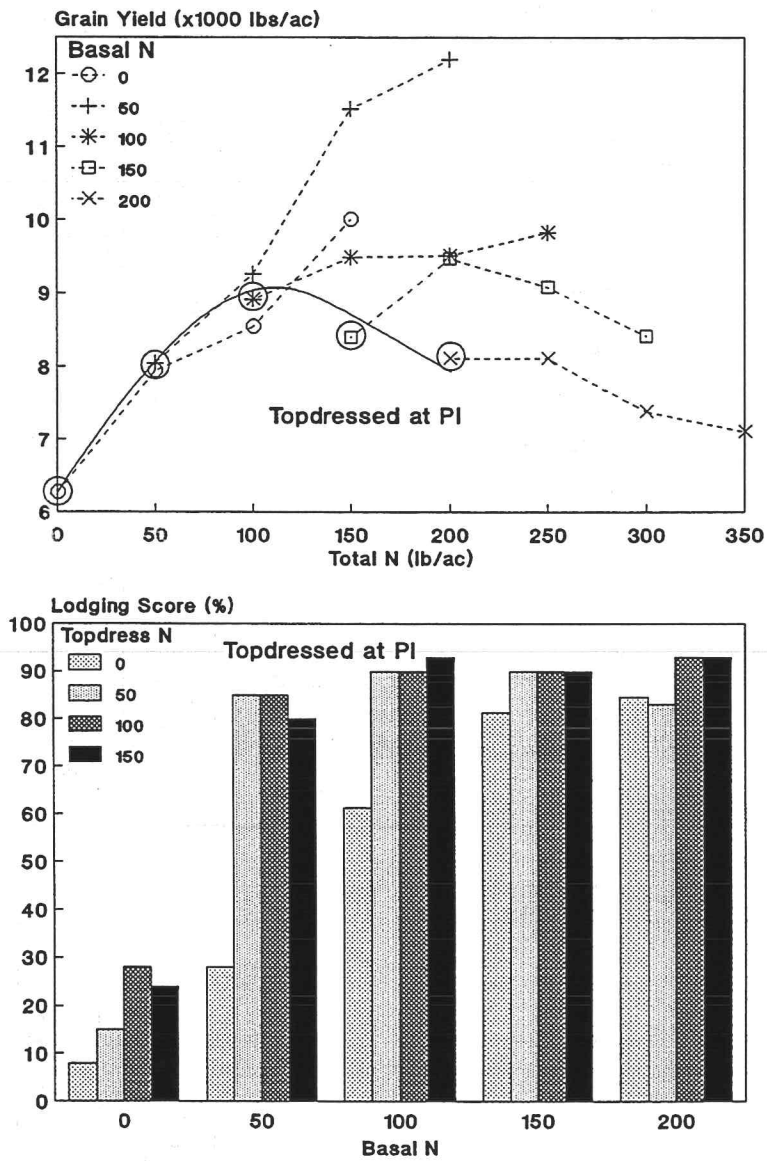 Grain Yield (x1000 lbs/ac)
Basal N
0
50
100
150
200
12
11
10
9
8
7
6
Topdressed at PI
0 50 100 150 200 250 300 350
Total N (lb/ac)
Lodging Score (%)
Topdress N
0
50
100
150
Topdressed at PI
100
90
80
70
60
50
40
30
20
10
0
0 50 100 150 200
Basal N